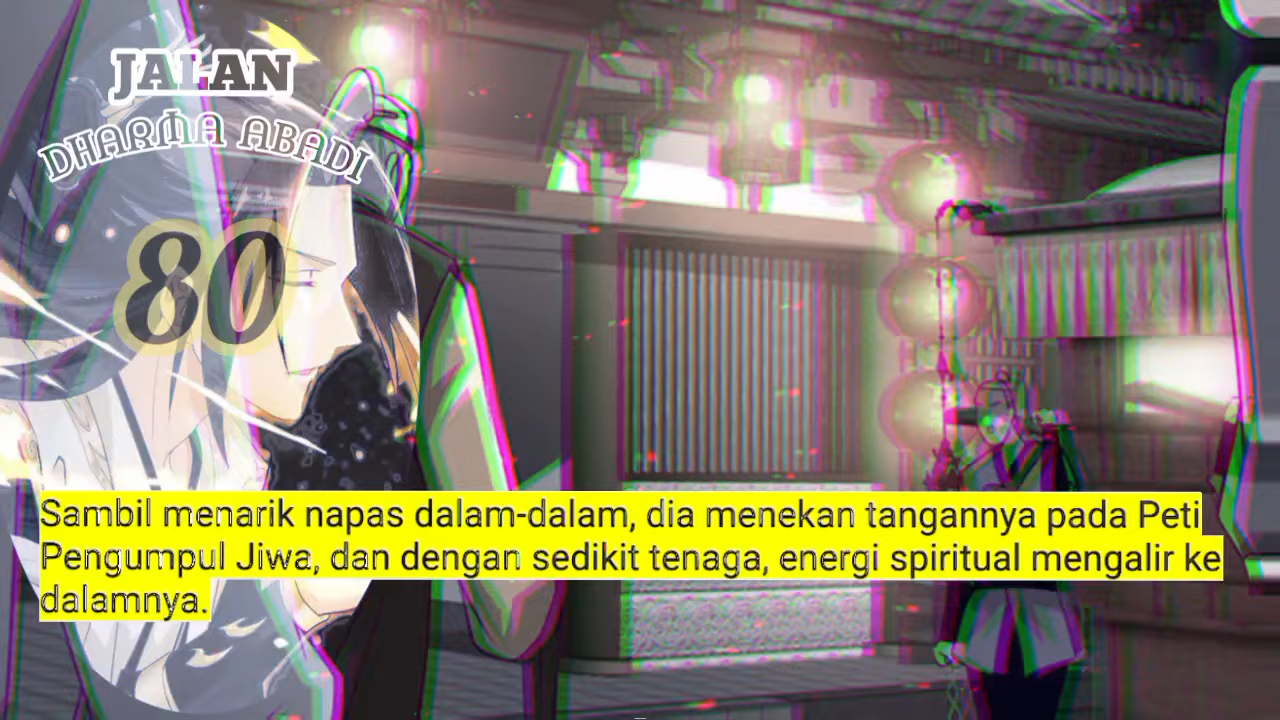 JALAN
DHARMA ABADI
80
Sambil menarik napas dalam-dalam, dia menekan tangannya pada Peti
Pengumpul Jiwa, dan dengan sedikit tenaga, energi spiritual mengalir ke
dalamnya.